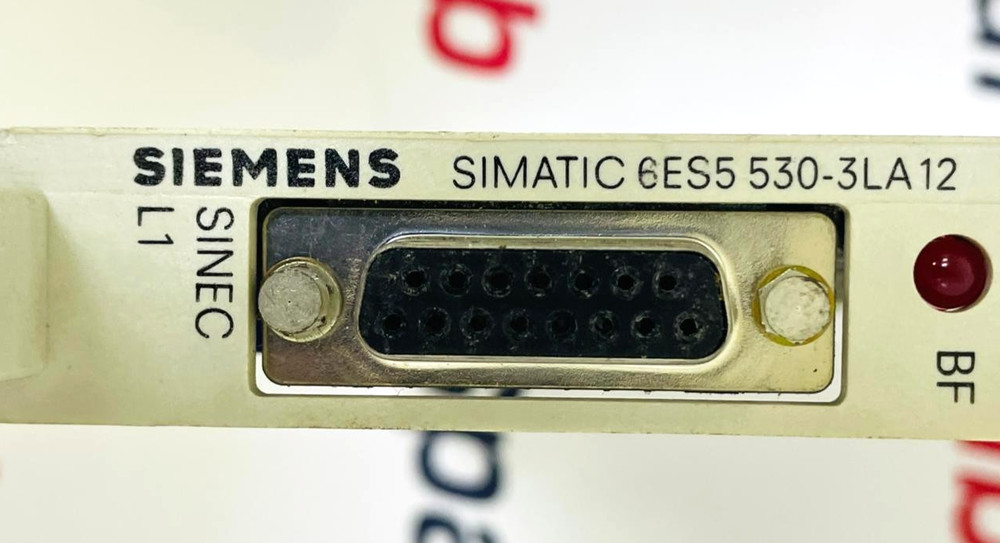 SIEMENS SIMATIC 6ES5 530-3LA12
SINEC
L1
BF